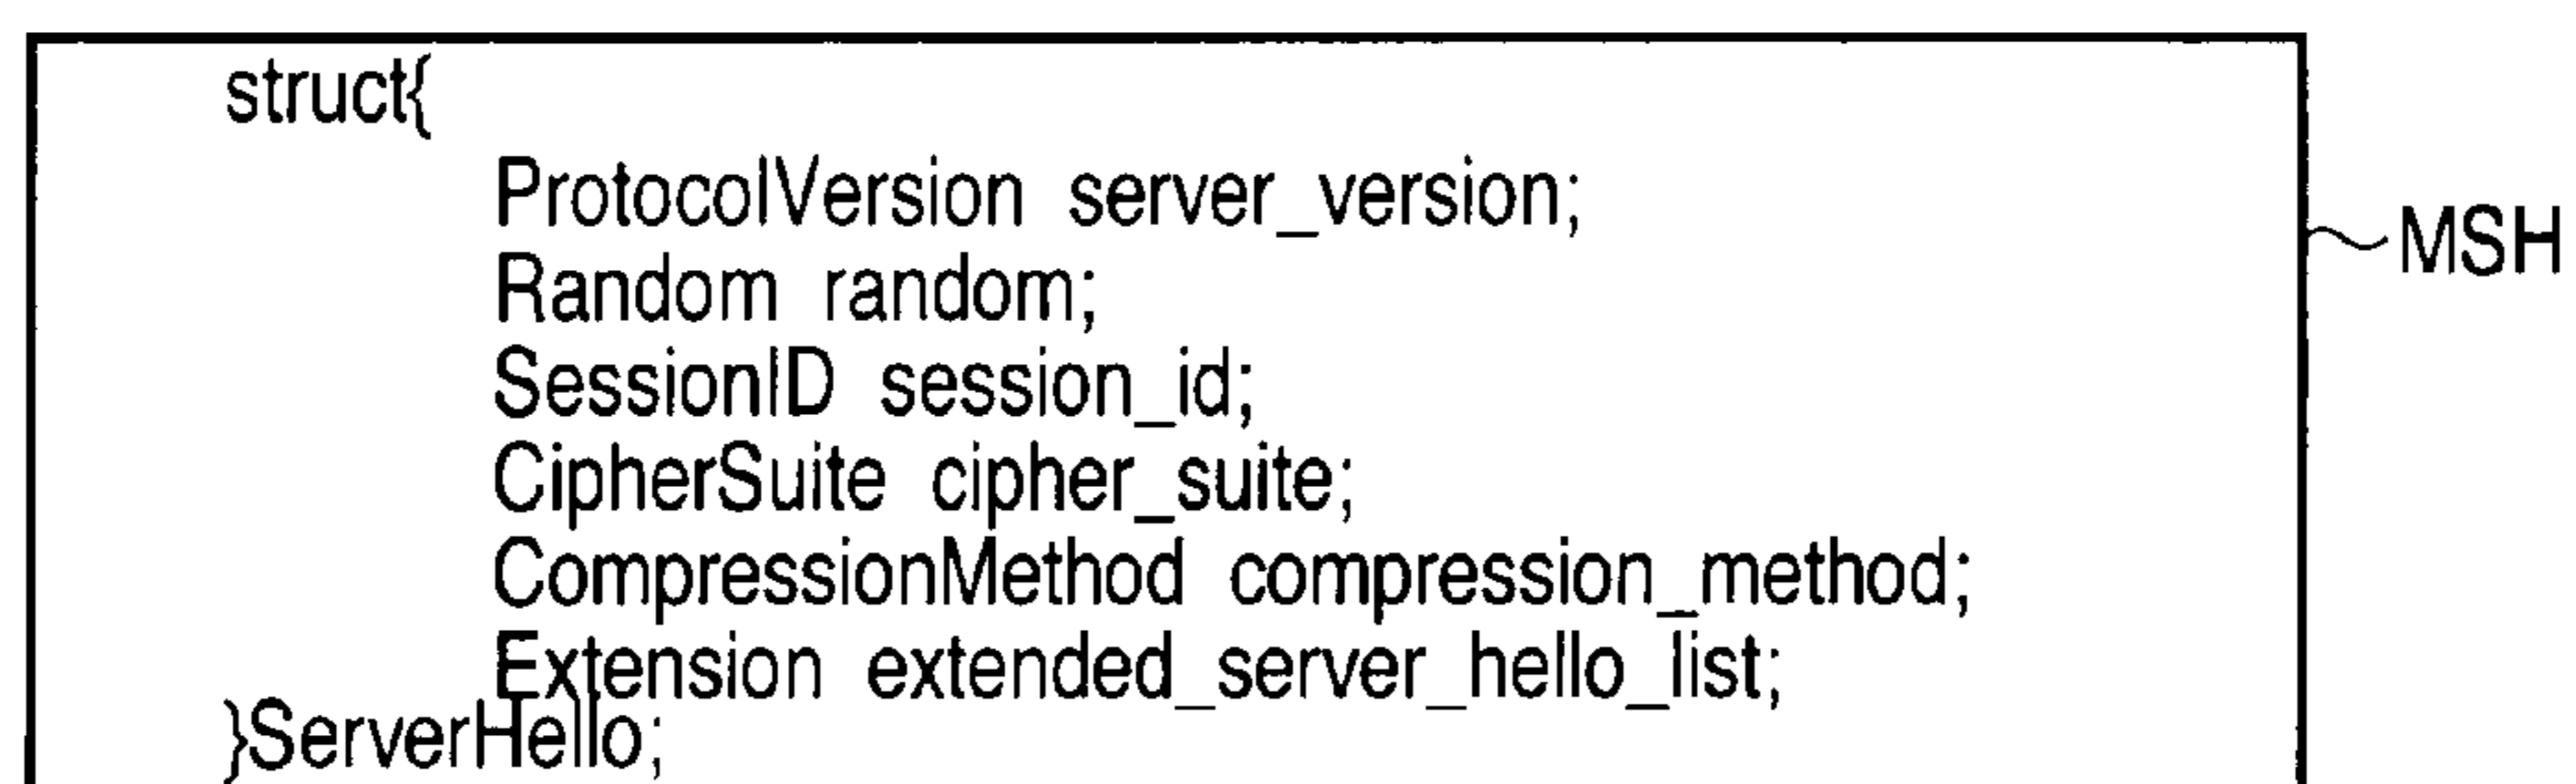 struct{
ProtocolVersion server_version;
MSH
Random random;
SessionID session_id;
CipherSuite cipher_suite;
CompressionMethod compression_method;
Extension extended_server_hello_list;
}ServerHello;